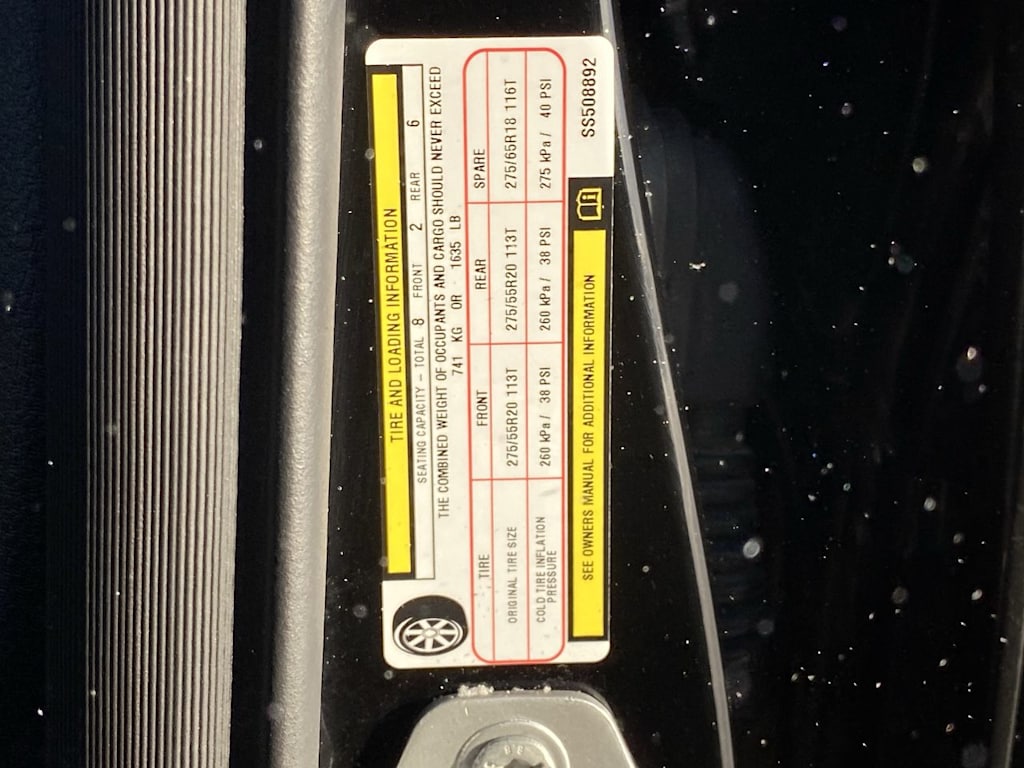 TIRE AND LOADING INFORMATION
SEATING CAPACITY – TOTAL 8 FRONT 2 REAR 6
THE COMBINED WEIGHT OF OCCUPANTS AND CARGO SHOULD NEVER EXCEED
741 KG OR 1635 LB
TIRE FRONT REAR SPARE
ORIGINAL TIRE SIZE 275/55R20 113T 275/55R20 113T 275/65R18 116T
COLD TIRE INFLATION
PRESSURE 260 kPa / 38 PSI 260 kPa / 38 PSI 275 kPa / 40 PSI
SEE OWNERS MANUAL FOR ADDITIONAL INFORMATION
SS508892